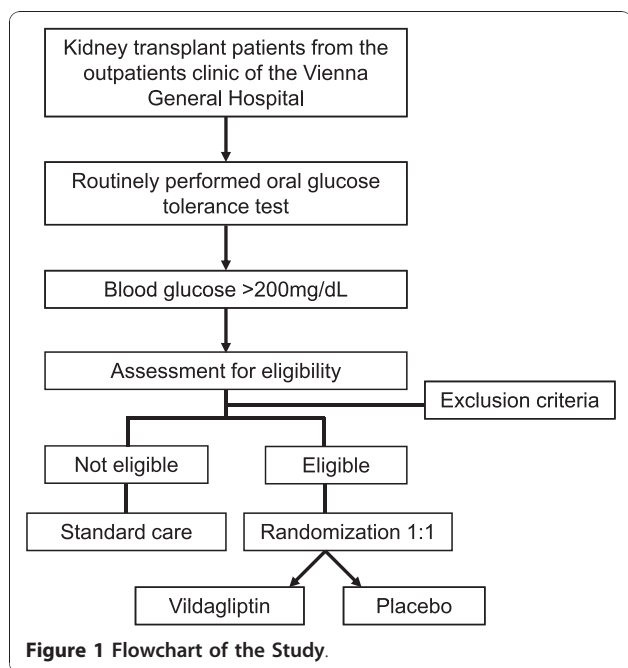 Kidney transplant patients from the
outpatients clinic of the Vienna
General Hospital
Routinely performed oral glucose
tolerance test
Blood glucose >200mg/dL
Assessment for eligibility
Exclusion criteria
Not eligible
Eligible
Standard care
Randomization 1:1
Vildagliptin
Placebo
Figure 1 Flowchart of the Study.